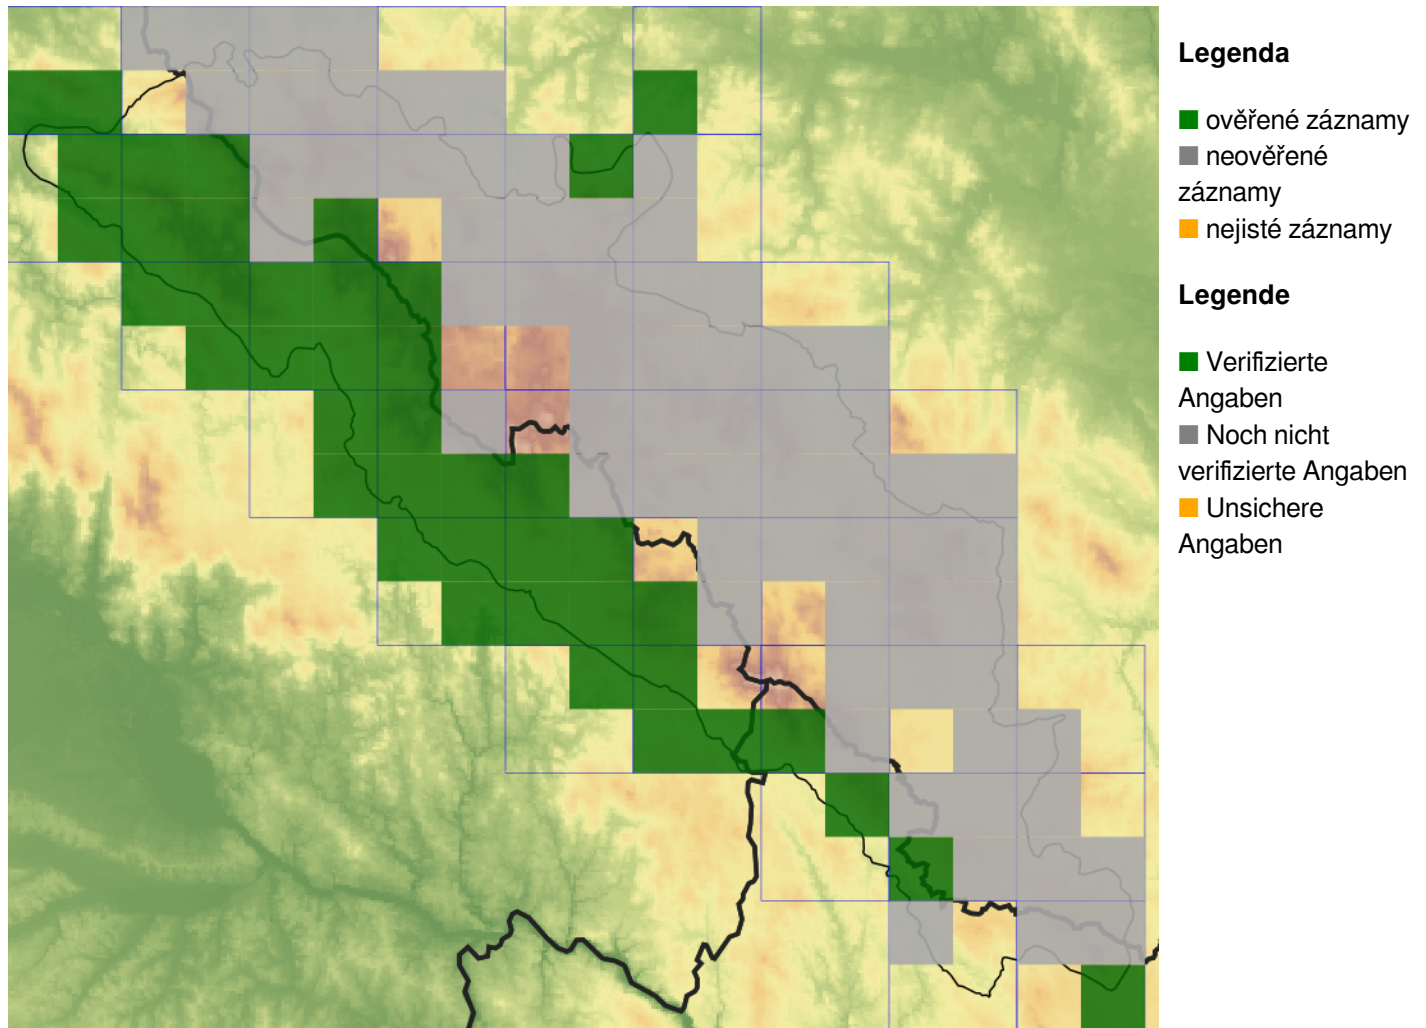 Legenda
ověřené záznamy
neověřené
záznamy
nejisté záznamy
Legende
Verifizierte
Angaben
Noch nicht
verifizierte Angaben
Unsichere
Angaben